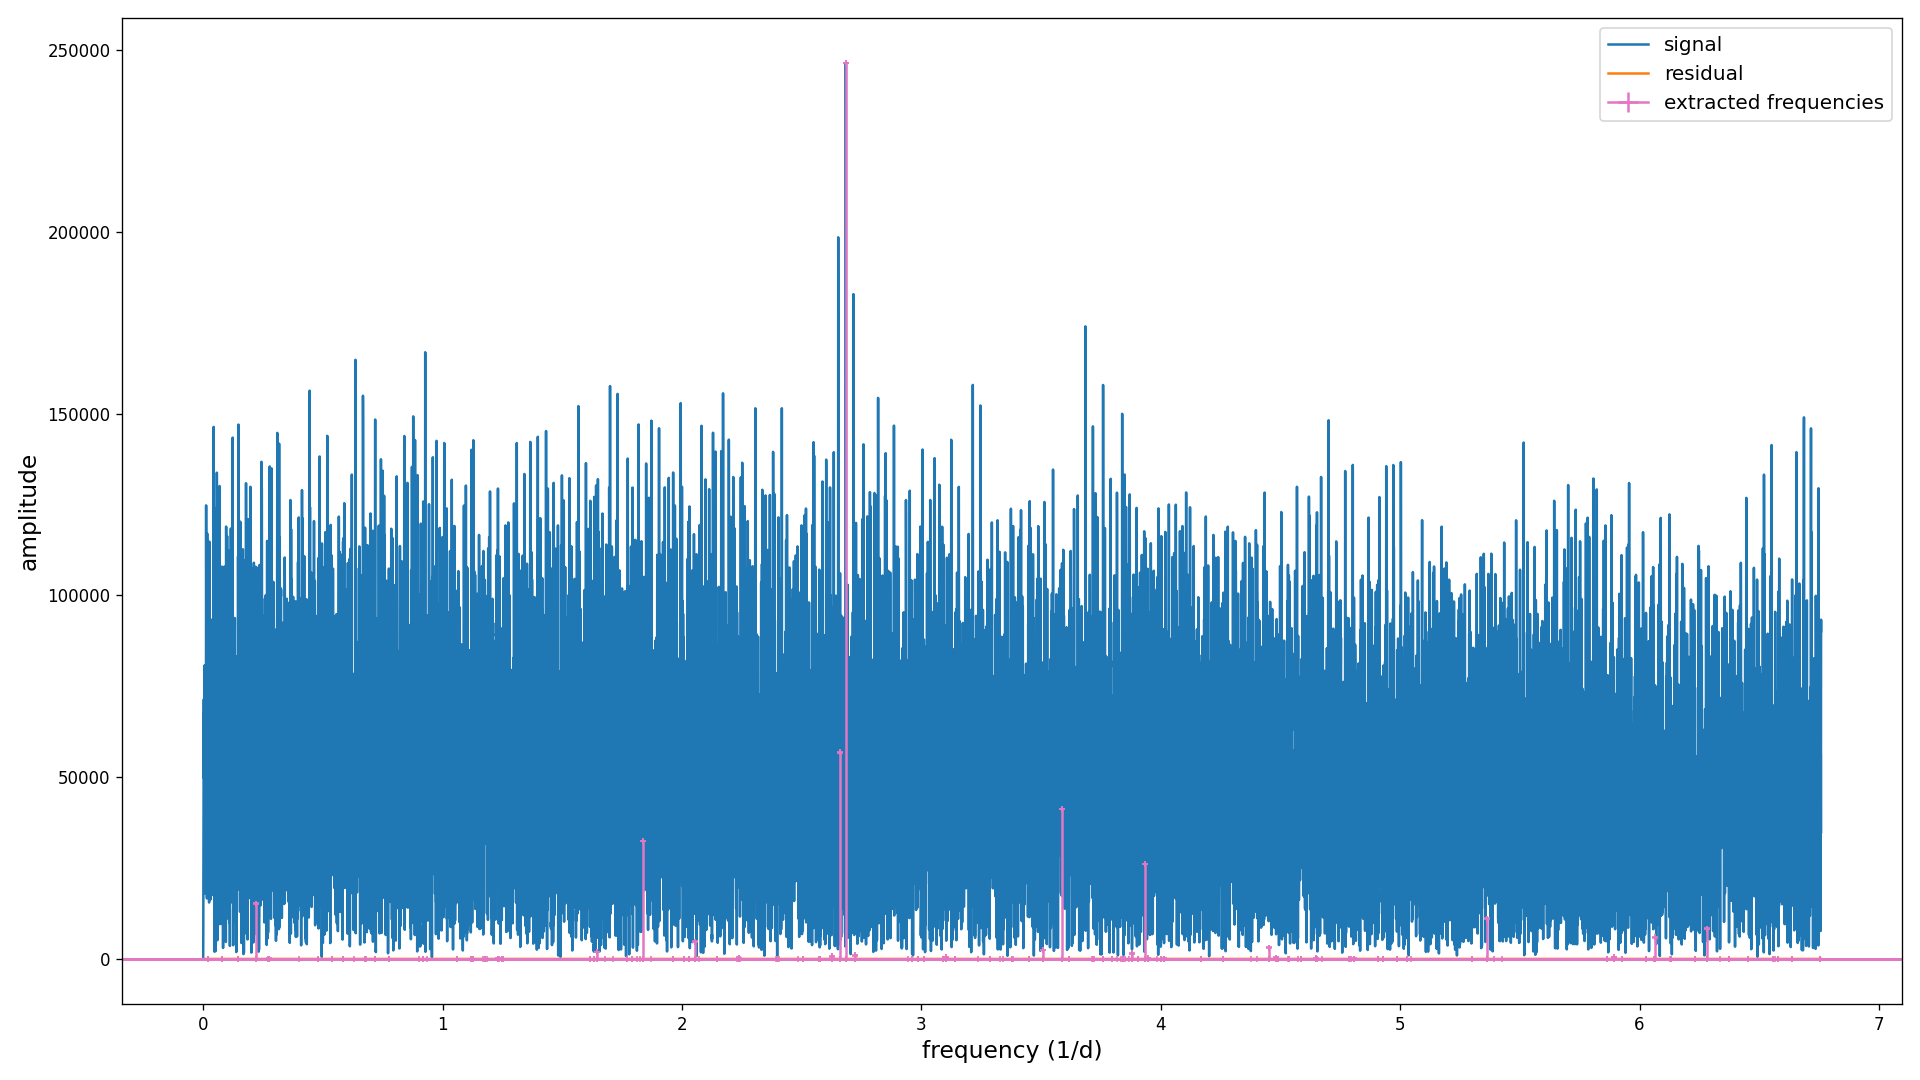 250000
200000
150000
100000
50000
0
amplitude
signal
residual
extracted frequencies
0 1 2 3 4 5 6 7
frequency (1/d)